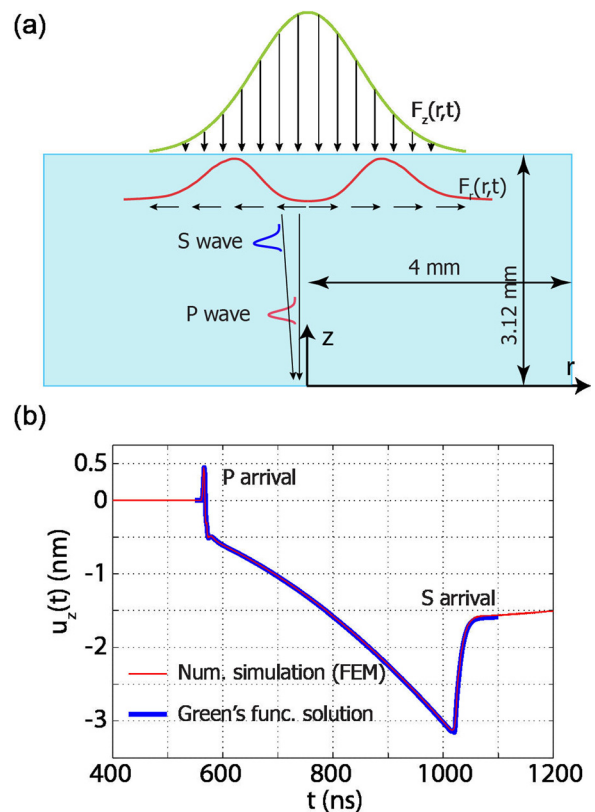 (a)
F_z(r,t)
F_r(r,t)
S wave
4 mm
P wave
3.12 mm
z
r
(b)
0.5
P arrival
0
-1
S arrival
u_z(t) (nm)
-2
Num. simulation (FEM)
Green's func. solution
-3
400 600 800 1000 1200
t (ns)